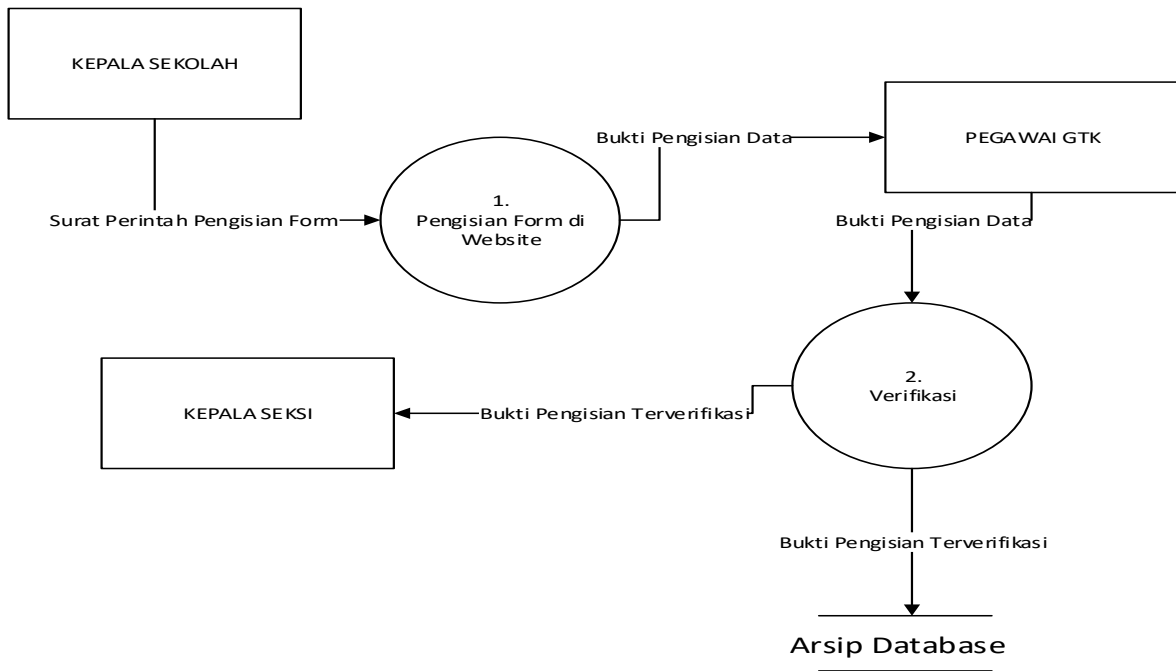 KEPALA SEKOLAH
Bukti Pengisian Data
PEGAWAI GTK
1.
Pengisian Form di
Website
Surat Perintah Pengisian Form
Bukti Pengisian Data
2.
Verifikasi
KEPALA SEKSI
Bukti Pengisian Terverifikasi
Bukti Pengisian Terverifikasi
Arsip Database